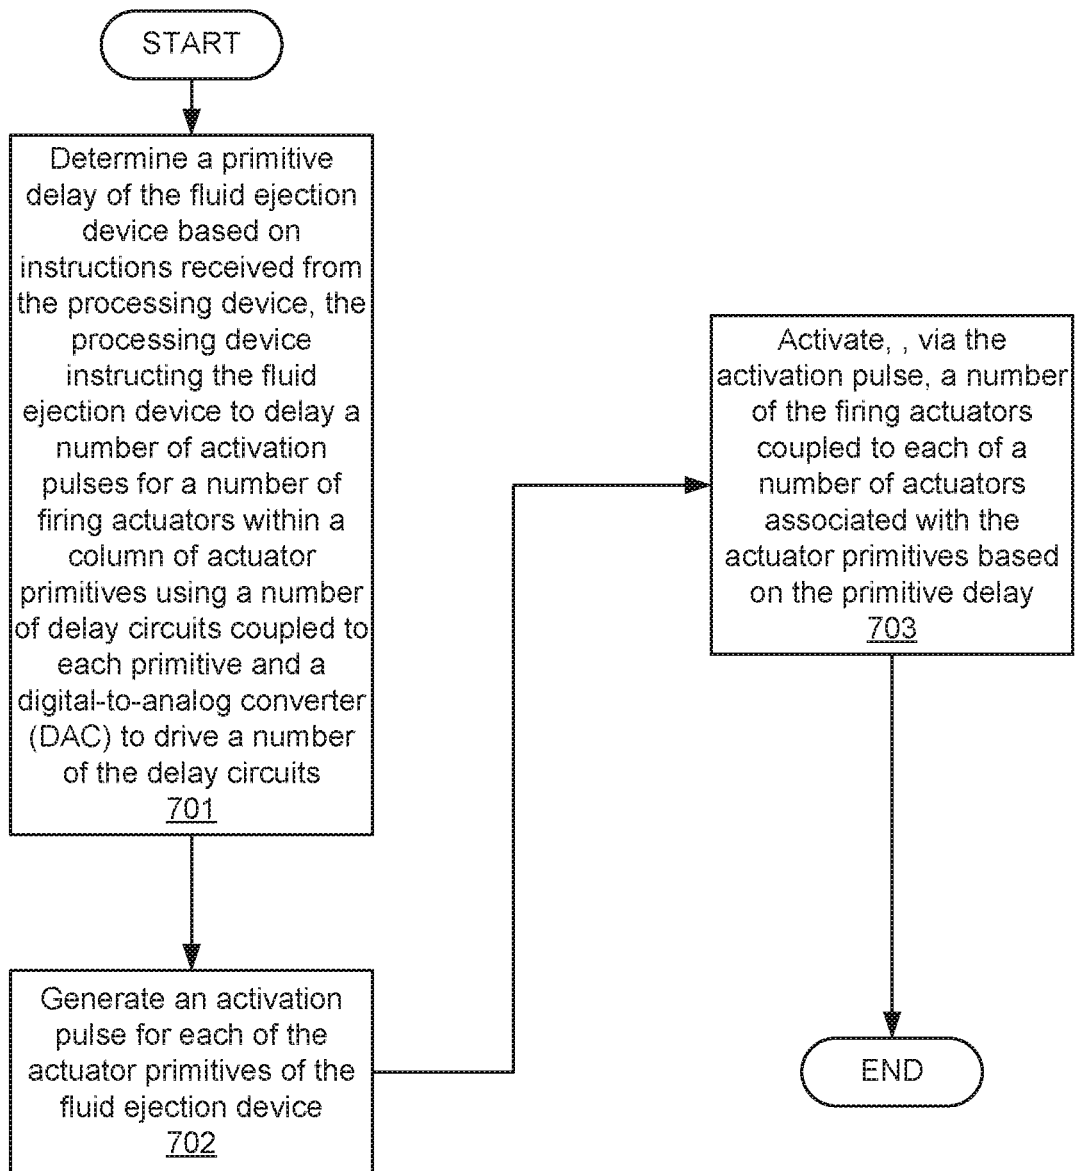 START
Determine a primitive
delay of the fluid ejection
device based on
instructions received from
the processing device, the
processing device
instructing the fluid
ejection device to delay a
number of activation
pulses for a number of
firing actuators within a
column of actuator
primitives using a number
of delay circuits coupled to
each primitive and a
digital-to-analog converter
(DAC) to drive a number
of the delay circuits
701
Generate an activation
pulse for each of the
actuator primitives of the
fluid ejection device
702
Activate, , via the
activation pulse, a number
of the firing actuators
coupled to each of a
number of actuators
associated with the
actuator primitives based
on the primitive delay
703
END